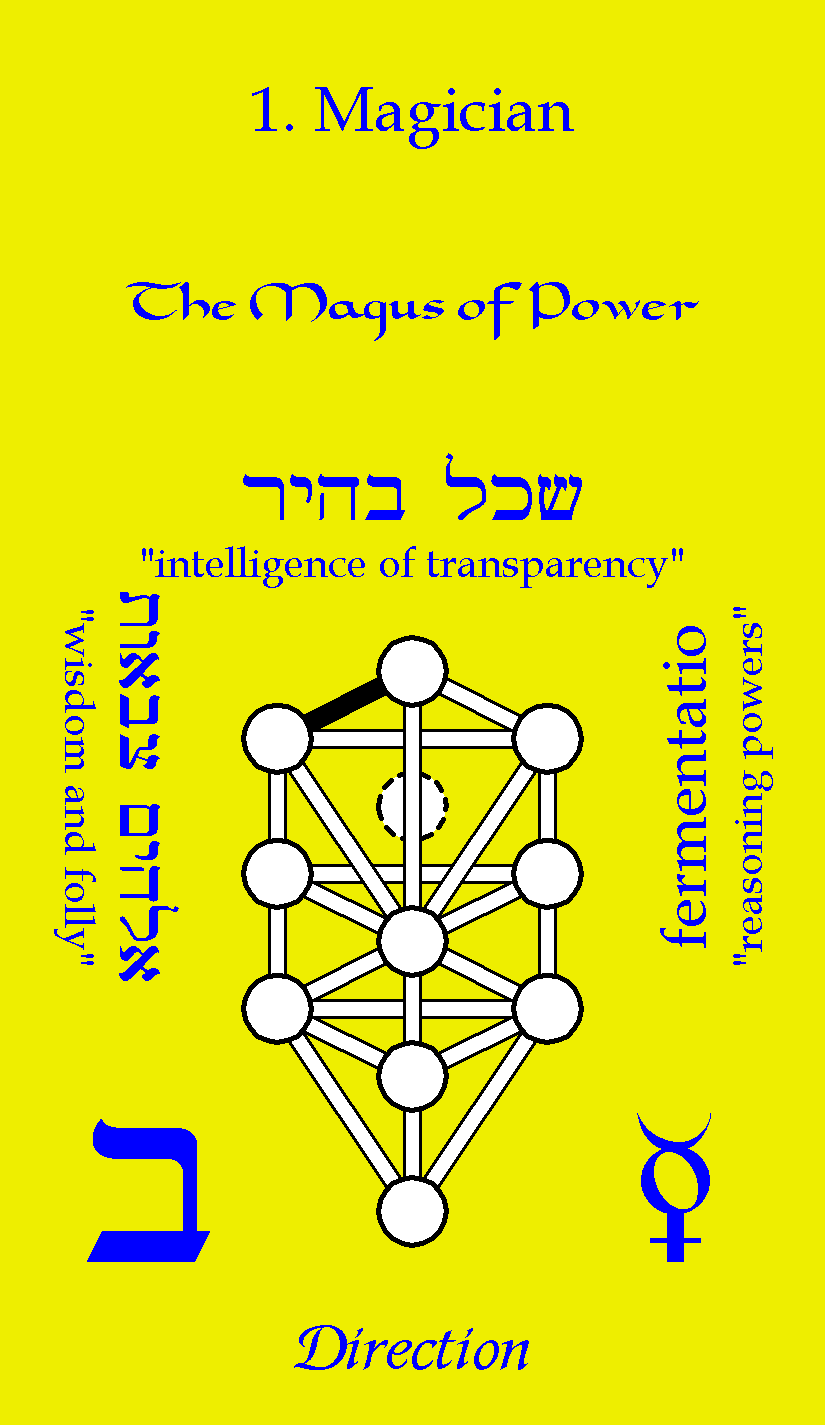 1. Magician
The Magus of Power
שכל בהיר
"intelligence of transparency"
"wisdom and folly"
אלהים צבאות
fermentatio
"reasoning powers"
ב
☿
Direction